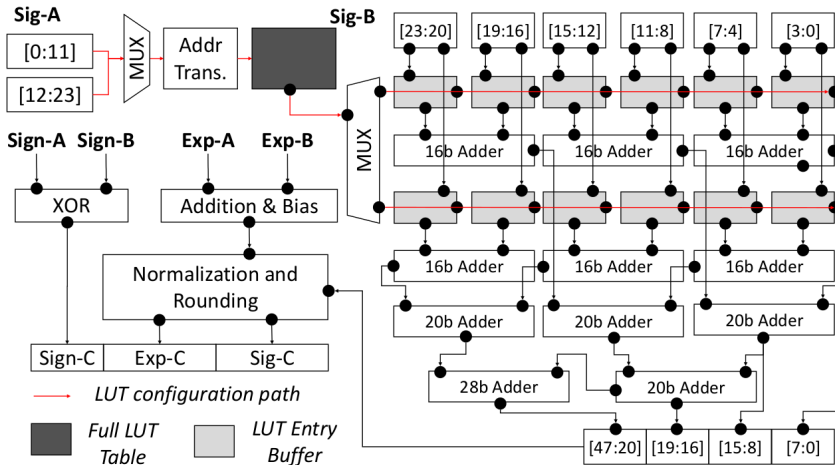 Sig-A
Sig-B
[0:11]
[12:23]
MUX
Addr
Trans.
[23:20]
[19:16]
[15:12]
[11:8]
[7:4]
[3:0]
MUX
16b Adder
16b Adder
16b Adder
Sign-A
Sign-B
Exp-A
Exp-B
XOR
Addition & Bias
16b Adder
16b Adder
16b Adder
Normalization and
Rounding
20b Adder
20b Adder
20b Adder
Sign-C
Exp-C
Sig-C
28b Adder
20b Adder
LUT configuration path
Full LUT
Table
LUT Entry
Buffer
[47:20]
[19:16]
[15:8]
[7:0]